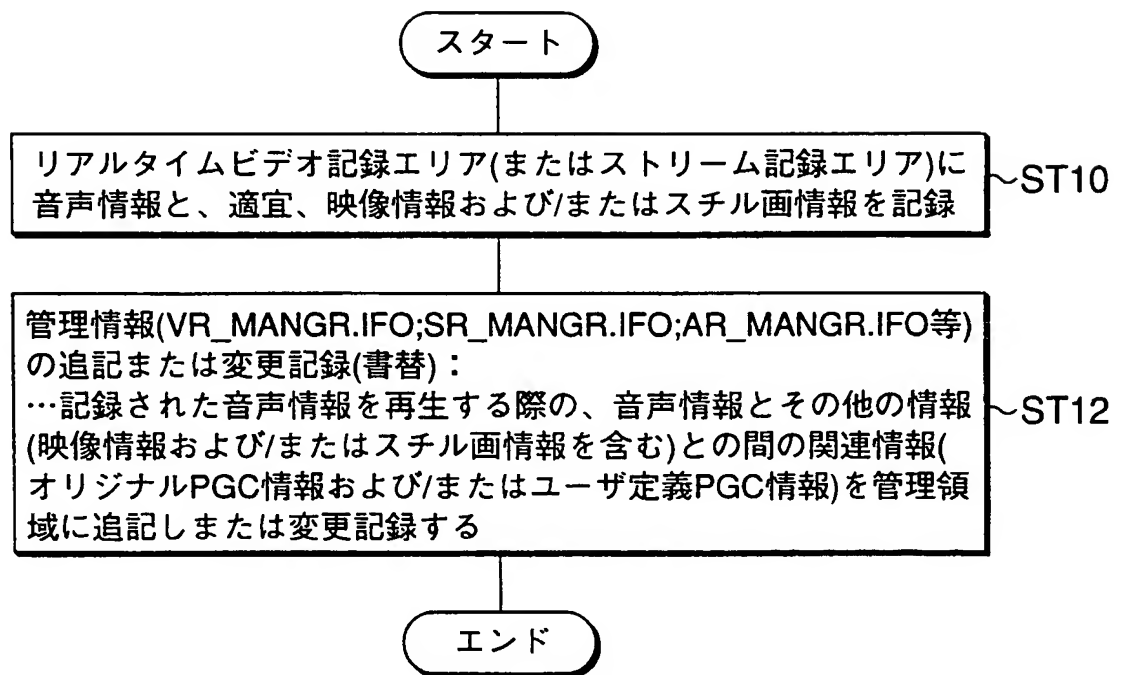 スタート
リアルタイムビデオ記録エリア(またはストリーム記録エリア)に
音声情報と、適宜、映像情報および/またはスチル画情報を記録
~ST10
管理情報(VR_MANGR.IFO;SR_MANGR.IFO;AR_MANGR.IFO等)
の追記または変更記録(書替)：
…記録された音声情報を再生する際の、音声情報とその他の情報
(映像情報および/またはスチル画情報を含む)との間の関連情報(
オリジナルPGC情報および/またはユーザ定義PGC情報)を管理領
域に追記しまたは変更記録する
~ST12
エンド